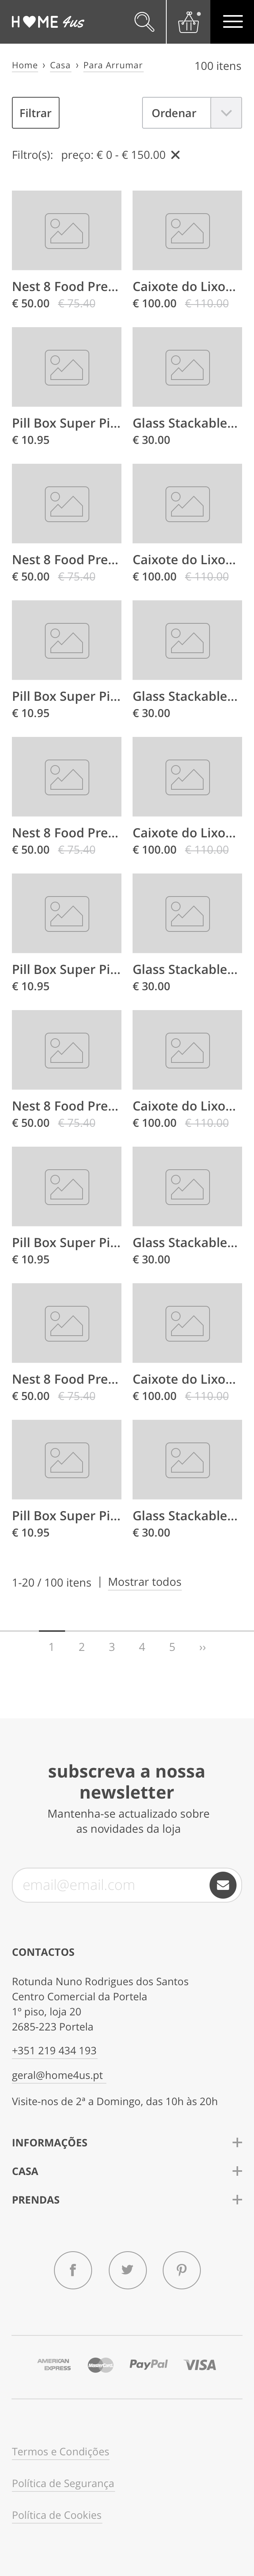 HOME 4us
Home › Casa › Para Arrumar
100 itens
Filtrar
Ordenar
Filtro(s): preço: € 0 - € 150.00 ✕
Nest 8 Food Pre... Caixote do Lixo...
€ 50.00 € 75.40 € 100.00 € 110.00
Pill Box Super Pi... Glass Stackable...
€ 10.95 € 30.00
Nest 8 Food Pre... Caixote do Lixo...
€ 50.00 € 75.40 € 100.00 € 110.00
Pill Box Super Pi... Glass Stackable...
€ 10.95 € 30.00
Nest 8 Food Pre... Caixote do Lixo...
€ 50.00 € 75.40 € 100.00 € 110.00
Pill Box Super Pi... Glass Stackable...
€ 10.95 € 30.00
Nest 8 Food Pre... Caixote do Lixo...
€ 50.00 € 75.40 € 100.00 € 110.00
Pill Box Super Pi... Glass Stackable...
€ 10.95 € 30.00
Nest 8 Food Pre... Caixote do Lixo...
€ 50.00 € 75.40 € 100.00 € 110.00
Pill Box Super Pi... Glass Stackable...
€ 10.95 € 30.00
1-20 / 100 itens | Mostrar todos
1 2 3 4 5 ››
subscreva a nossa
newsletter
Mantenha-se actualizado sobre
as novidades da loja
email@email.com
CONTACTOS
Rotunda Nuno Rodrigues dos Santos
Centro Comercial da Portela
1º piso, loja 20
2685-223 Portela
+351 219 434 193
geral@home4us.pt
Visite-nos de 2ª a Domingo, das 10h às 20h
INFORMAÇÕES +
CASA +
PRENDAS +
AMERICAN
EXPRESS
MasterCard
PayPal
VISA
Termos e Condições
Política de Segurança
Política de Cookies